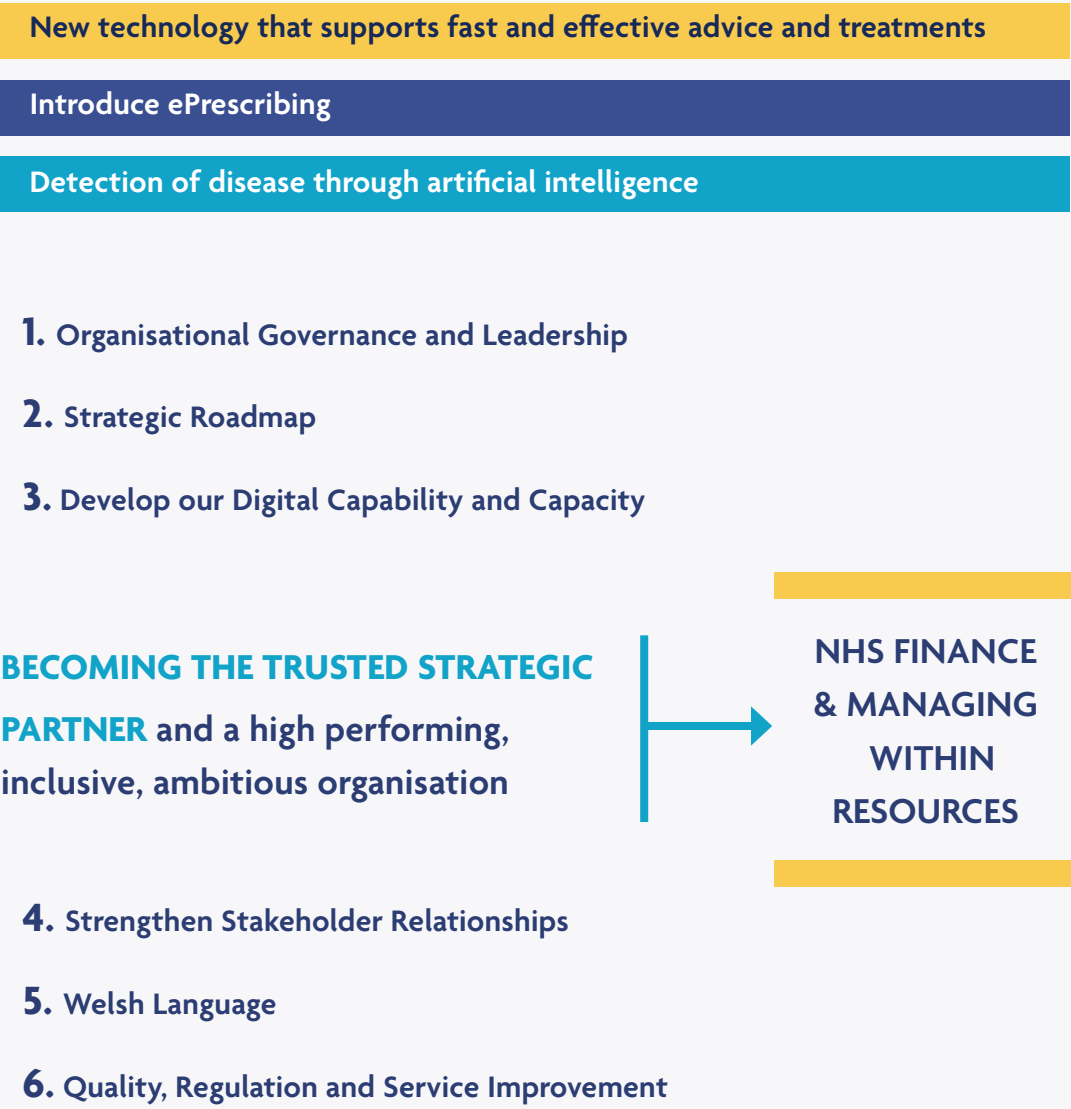 New technology that supports fast and effective advice and treatments
Introduce ePrescribing
Detection of disease through artificial intelligence
1. Organisational Governance and Leadership
2. Strategic Roadmap
3. Develop our Digital Capability and Capacity
BECOMING THE TRUSTED STRATEGIC
PARTNER and a high performing,
inclusive, ambitious organisation
NHS FINANCE
& MANAGING
WITHIN
RESOURCES
4. Strengthen Stakeholder Relationships
5. Welsh Language
6. Quality, Regulation and Service Improvement